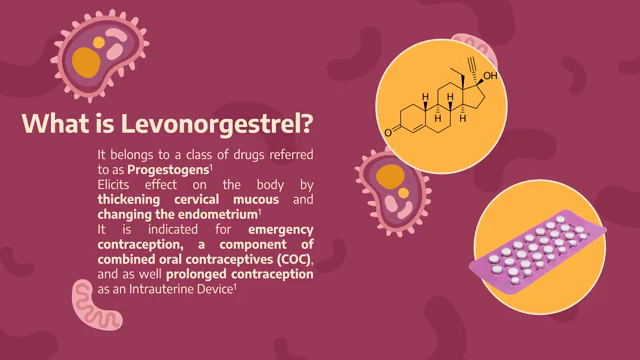 What is Levonorgestrel?
It belongs to a class of drugs referred
to as Progestogens¹
Elicits effect on the body by
thickening cervical mucous and
changing the endometrium¹
It is indicated for emergency
contraception, a component of
combined oral contraceptives (COC),
and as well prolonged contraception
as an Intrauterine Device¹
OH
H
H
H
H
O